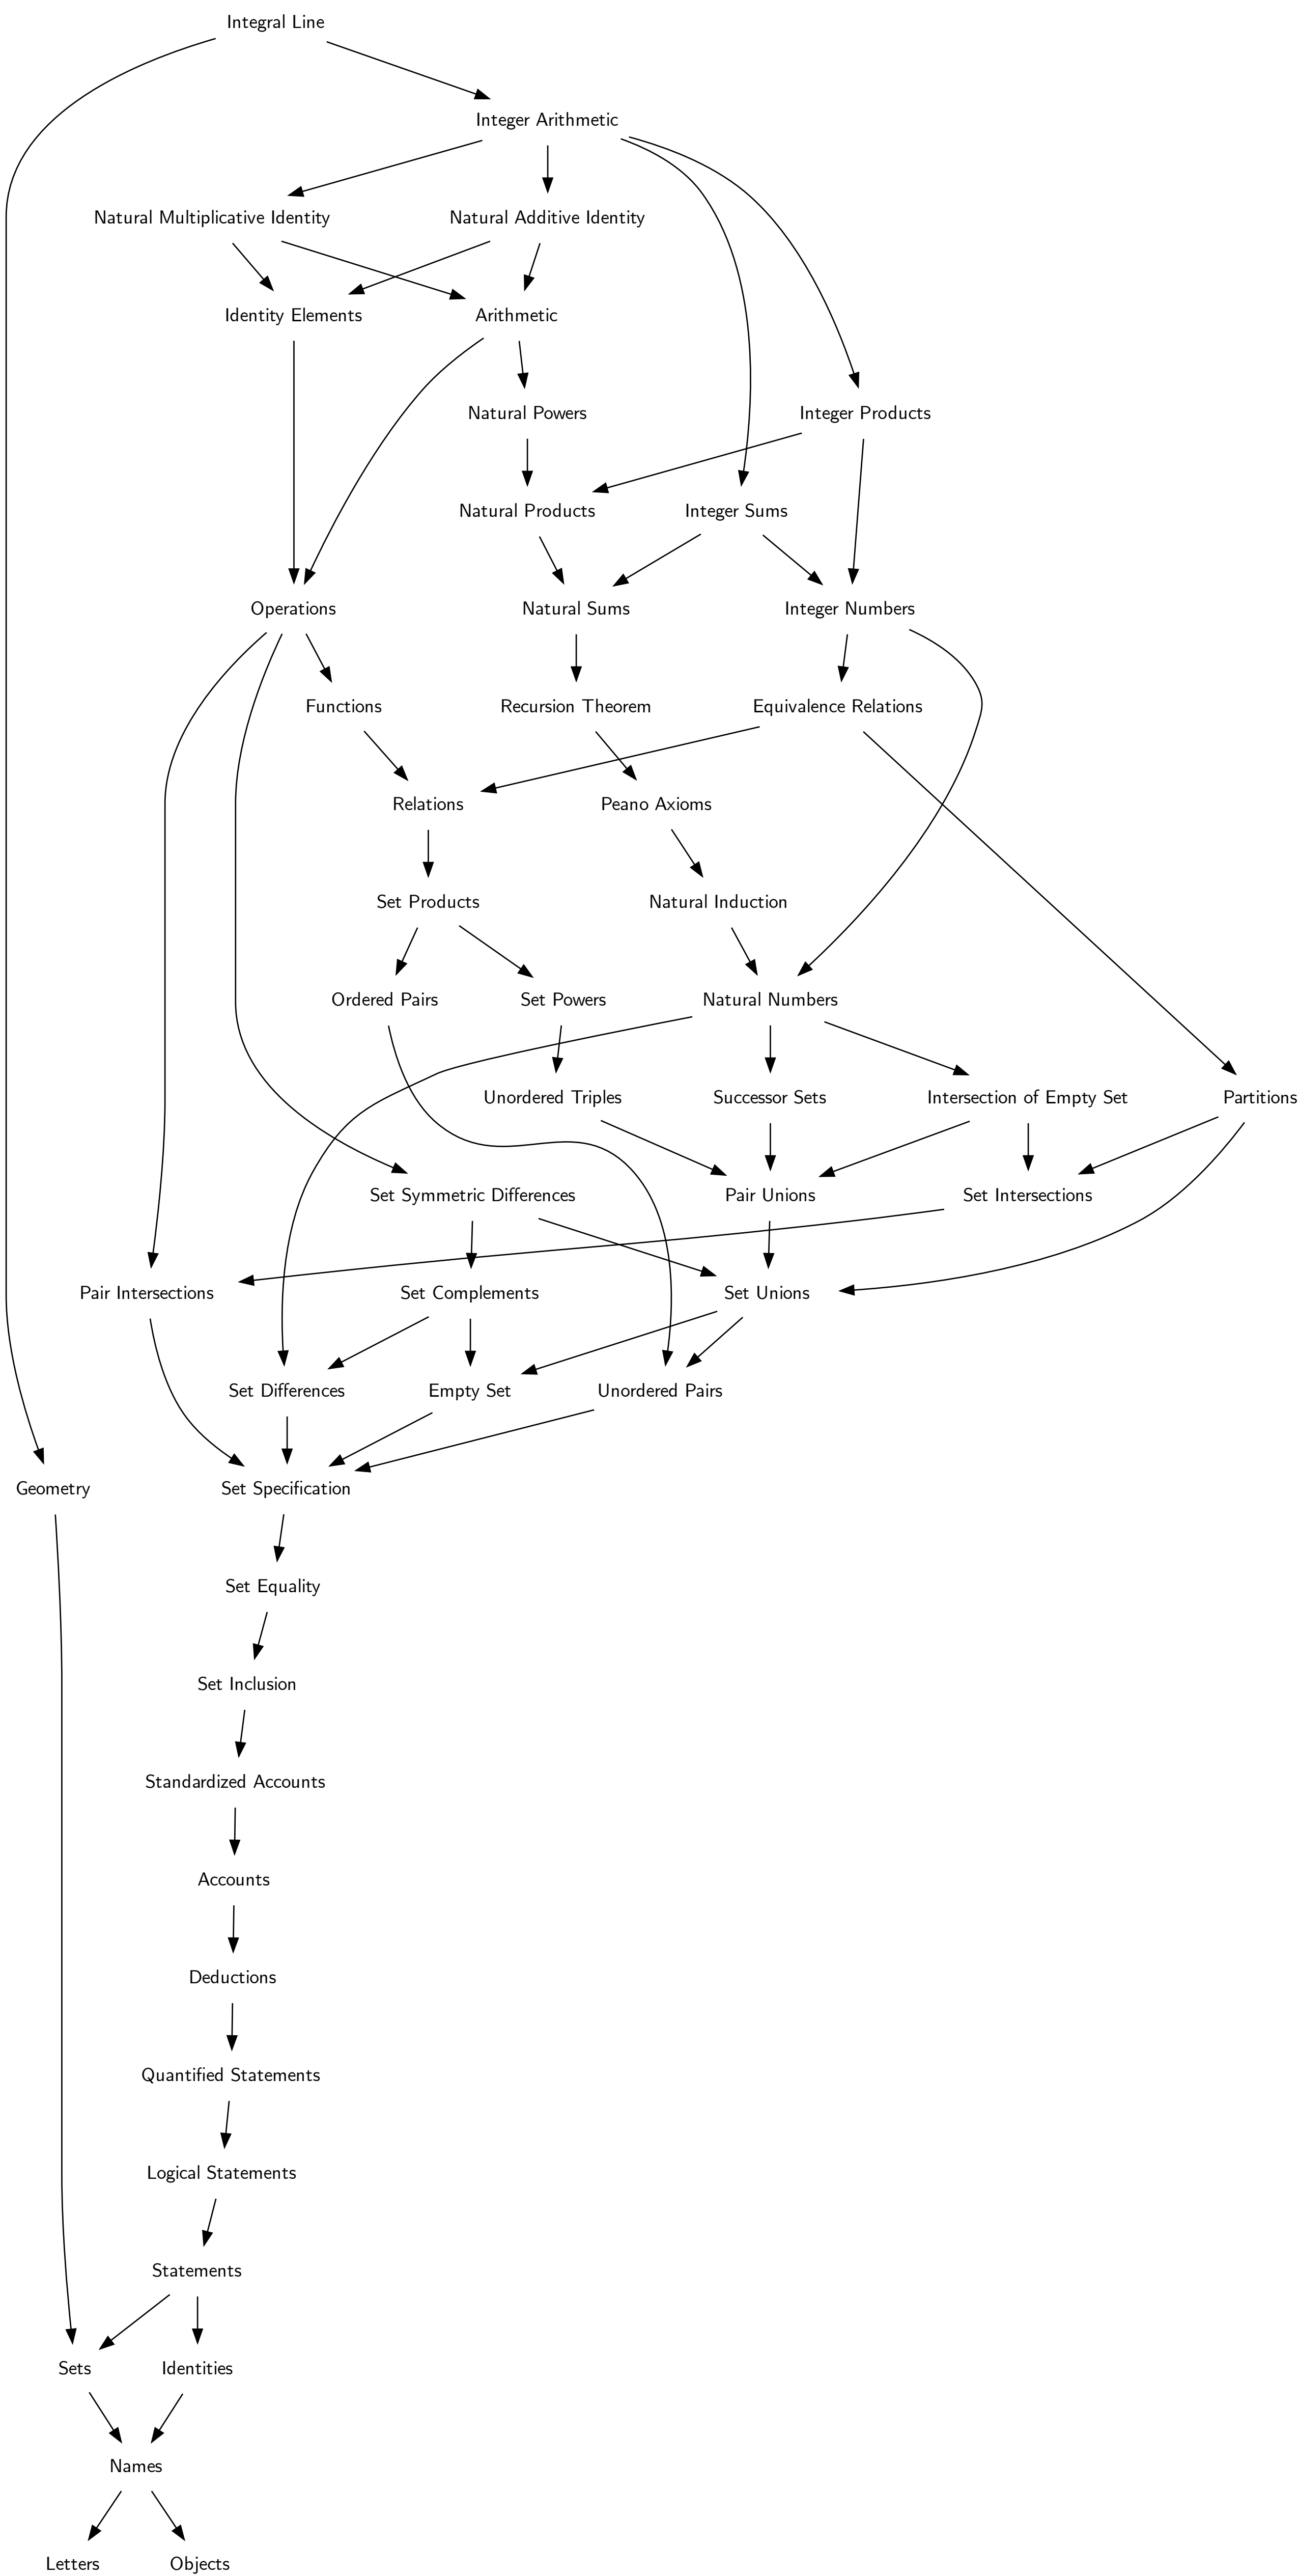 Integral Line
Integer Arithmetic
Natural Multiplicative Identity
Natural Additive Identity
Identity Elements
Arithmetic
Natural Powers
Integer Products
Natural Products
Integer Sums
Operations
Natural Sums
Integer Numbers
Functions
Recursion Theorem
Equivalence Relations
Relations
Peano Axioms
Set Products
Natural Induction
Ordered Pairs
Set Powers
Natural Numbers
Unordered Triples
Successor Sets
Intersection of Empty Set
Partitions
Set Symmetric Differences
Pair Unions
Set Intersections
Pair Intersections
Set Complements
Set Unions
Set Differences
Empty Set
Unordered Pairs
Geometry
Set Specification
Set Equality
Set Inclusion
Standardized Accounts
Accounts
Deductions
Quantified Statements
Logical Statements
Statements
Sets
Identities
Names
Letters
Objects